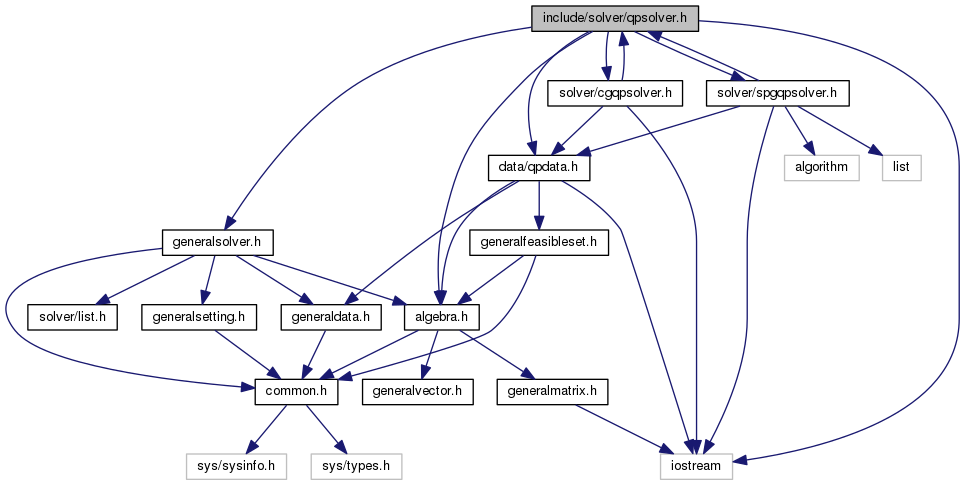 include/solver/qpsolver.h
solver/cgqpsolver.h
solver/spgqpsolver.h
data/qpdata.h
algorithm
list
generalsolver.h
generalfeasibleset.h
solver/list.h
generalsetting.h
generaldata.h
algebra.h
common.h
generalvector.h
generalmatrix.h
sys/sysinfo.h
sys/types.h
iostream